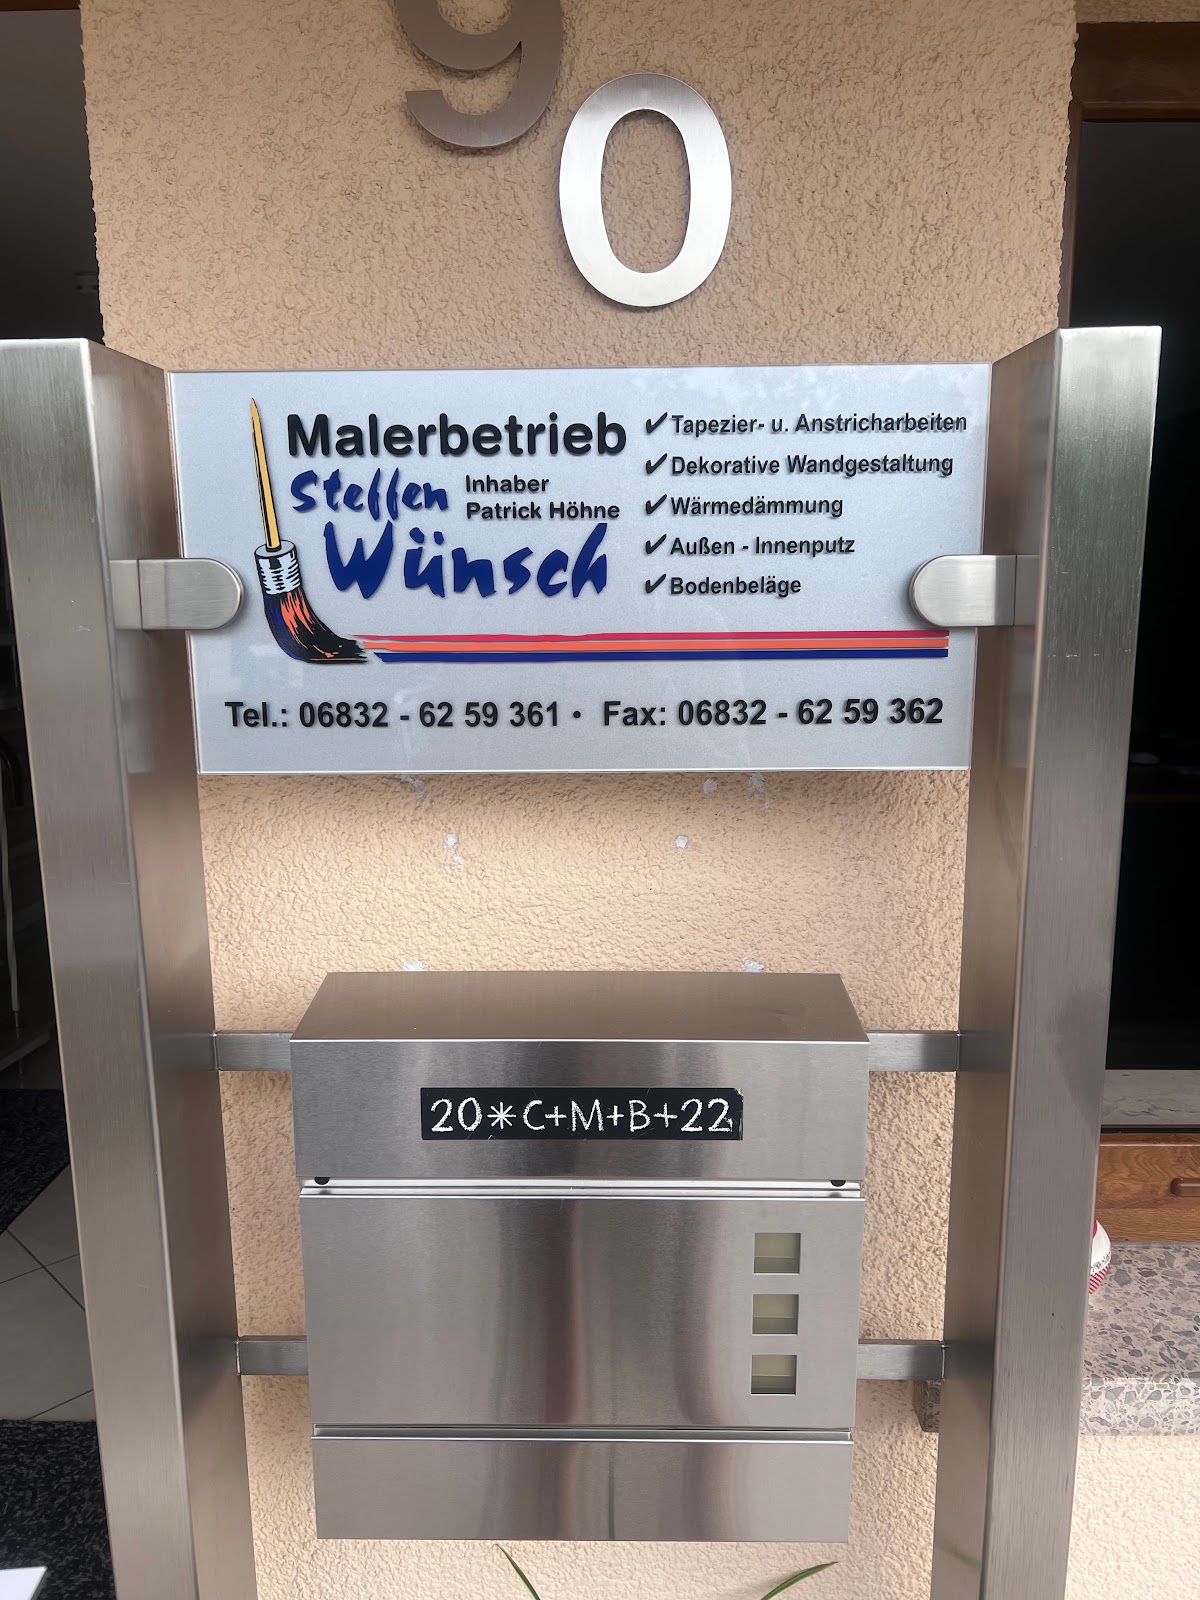 90
Malerbetrieb
Steffen
Wünsch
Inhaber
Patrick Höhne
✔ Tapezier- u. Anstricharbeiten
✔ Dekorative Wandgestaltung
✔ Wärmedämmung
✔ Außen - Innenputz
✔ Bodenbeläge
Tel.: 06832 - 62 59 361 • Fax: 06832 - 62 59 362
20*C+M+B+22